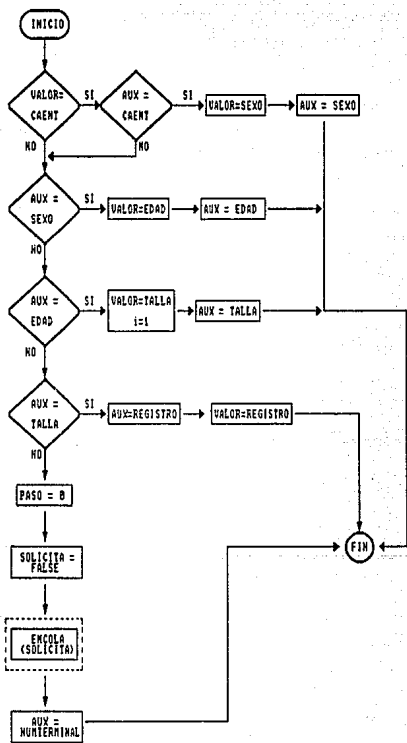 INICIO
VALOR=
CAENT
SI
AUX =
CAENT
SI
VALOR=SEXO
AUX = SEXO
NO
NO
AUX =
SEXO
SI
VALOR=EDAD
AUX = EDAD
NO
AUX =
EDAD
SI
VALOR=TALLA
i=1
AUX = TALLA
NO
AUX =
TALLA
SI
AUX=REGISTRO
VALOR=REGISTRO
NO
PASO = 8
FIN
SOLICITA =
FALSE
ENCOLA
(SOLICITA)
AUX =
NUMTERMINAL